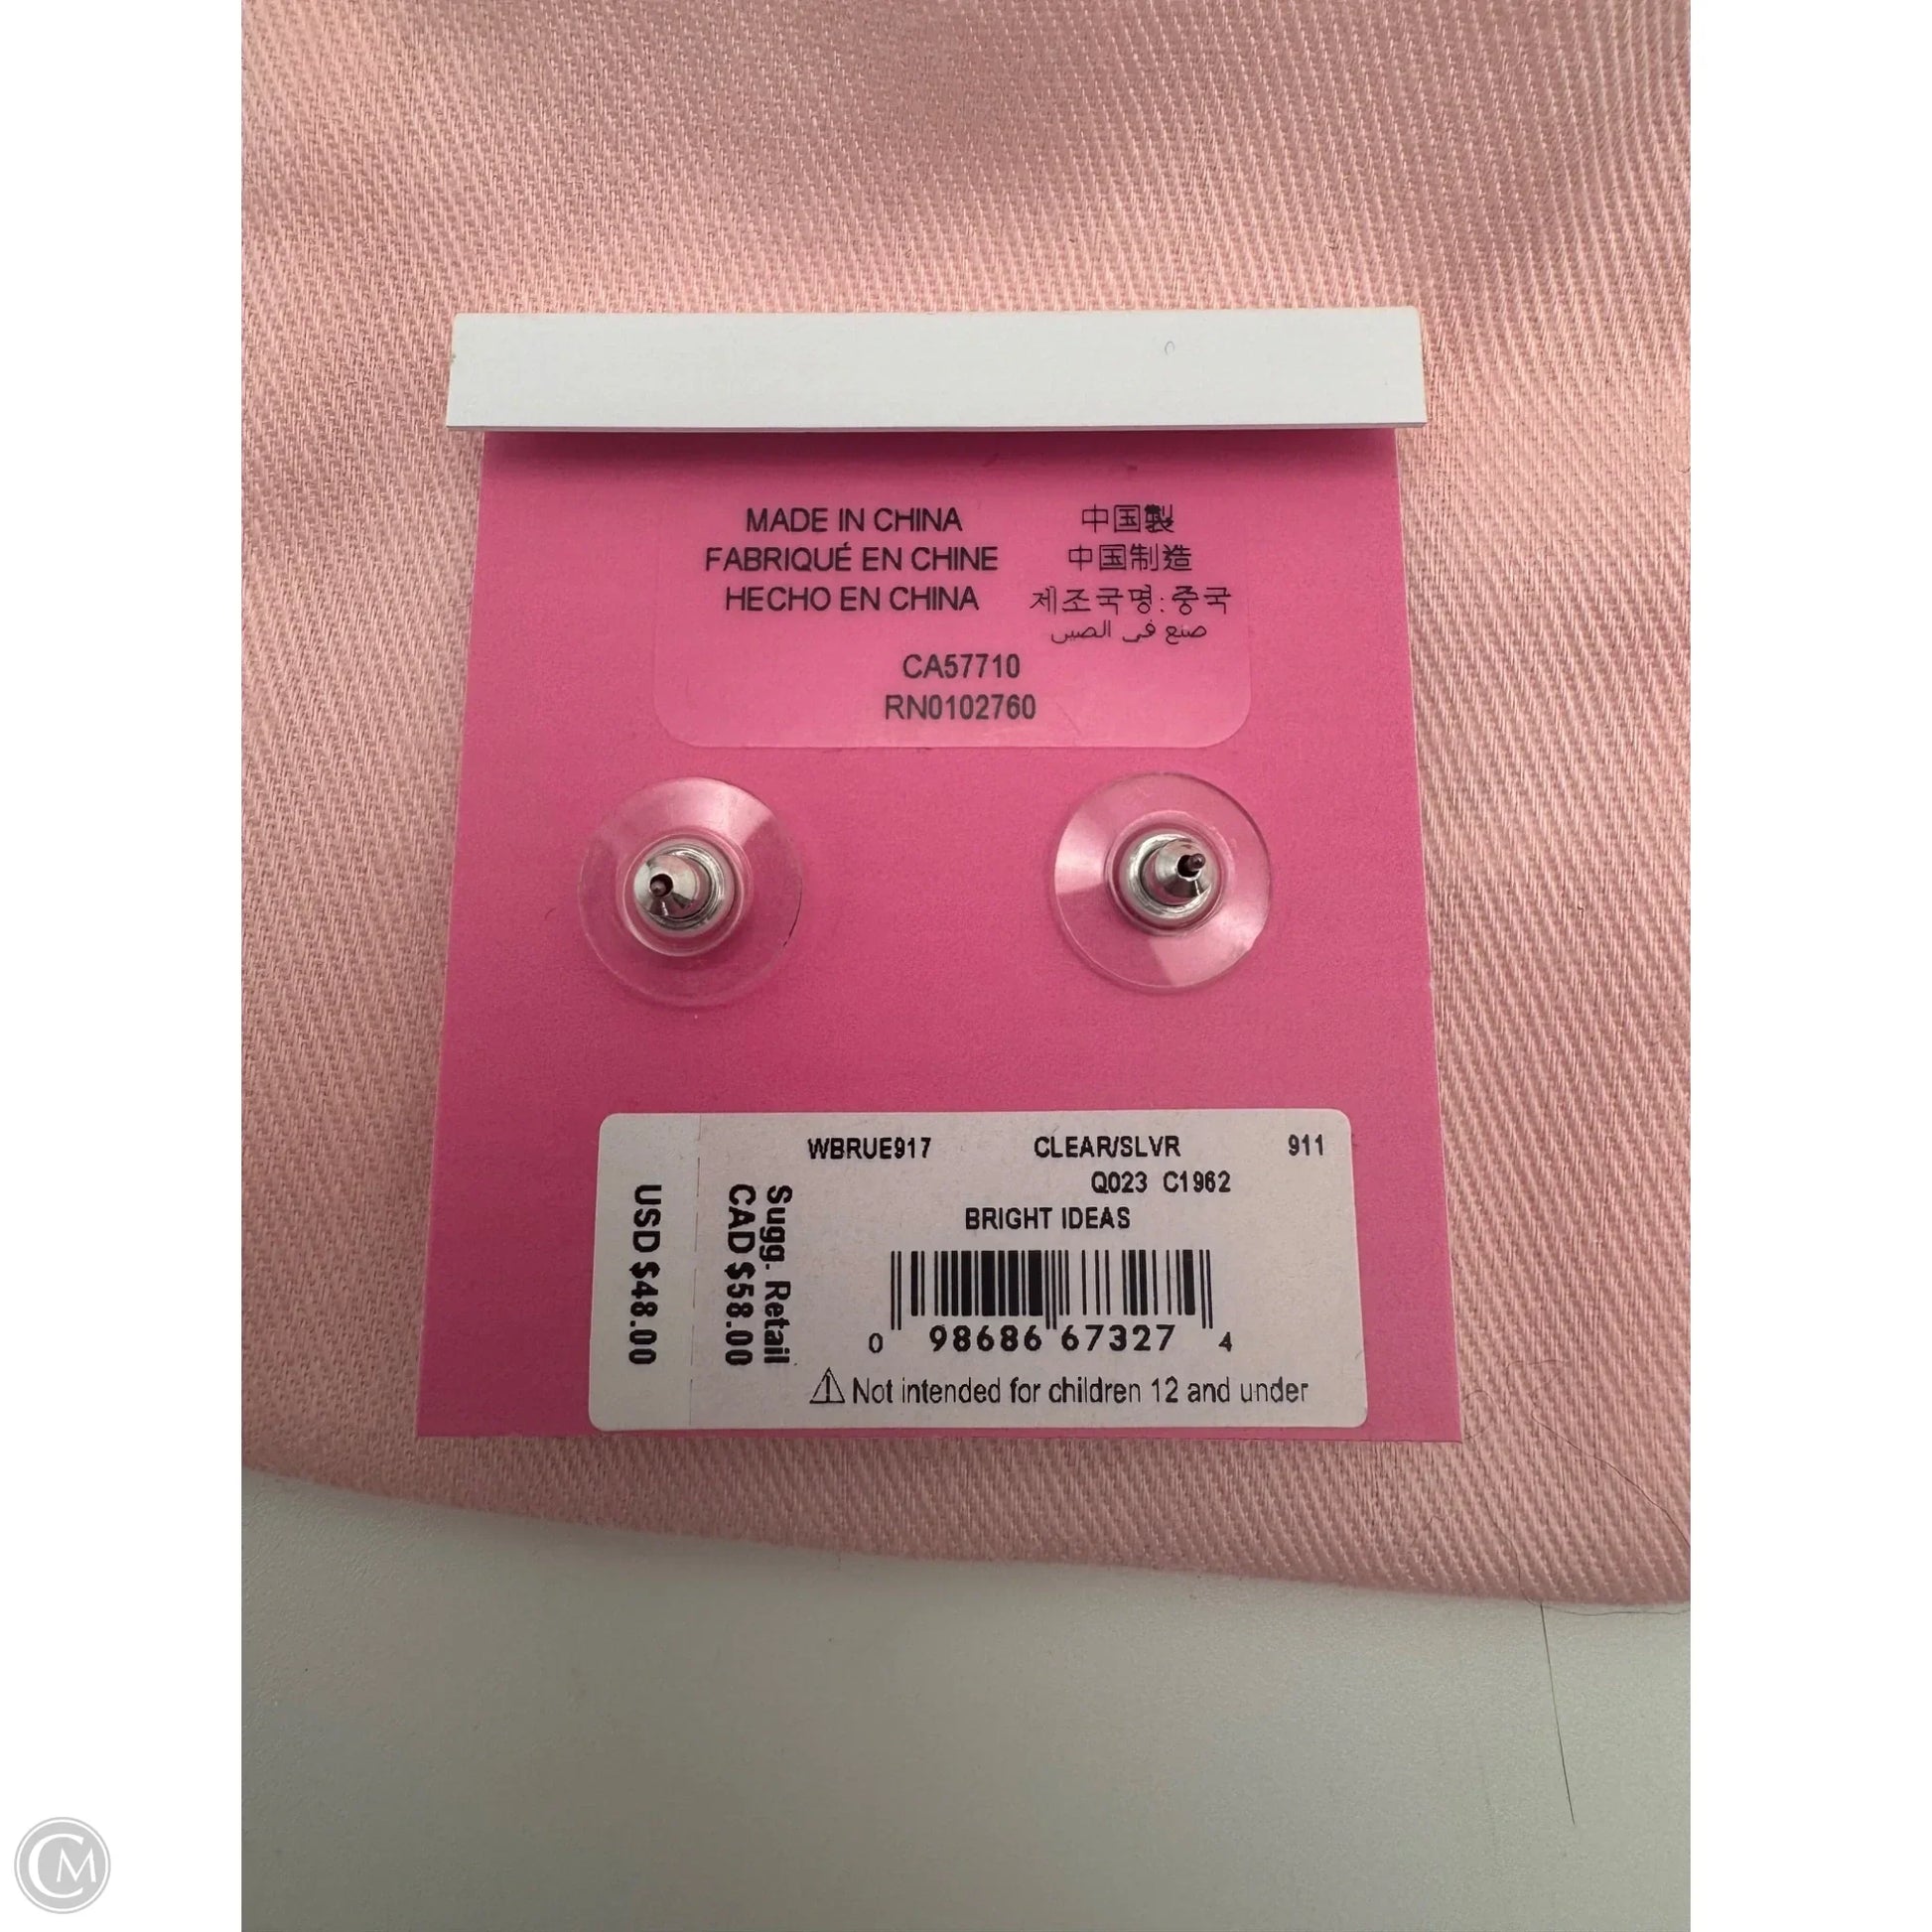 MADE IN CHINA
FABRIQUÉ EN CHINE
HECHO EN CHINA
中国製
中国制造
제조국명:중국
صنع في الصين
CA57710
RN0102760
WBRUE917 CLEAR/SLVR 911
Q023 C1962
BRIGHT IDEAS
0 98686 67327 4
⚠ Not intended for children 12 and under
Sugg. Retail
CAD $58.00
USD $48.00
CM